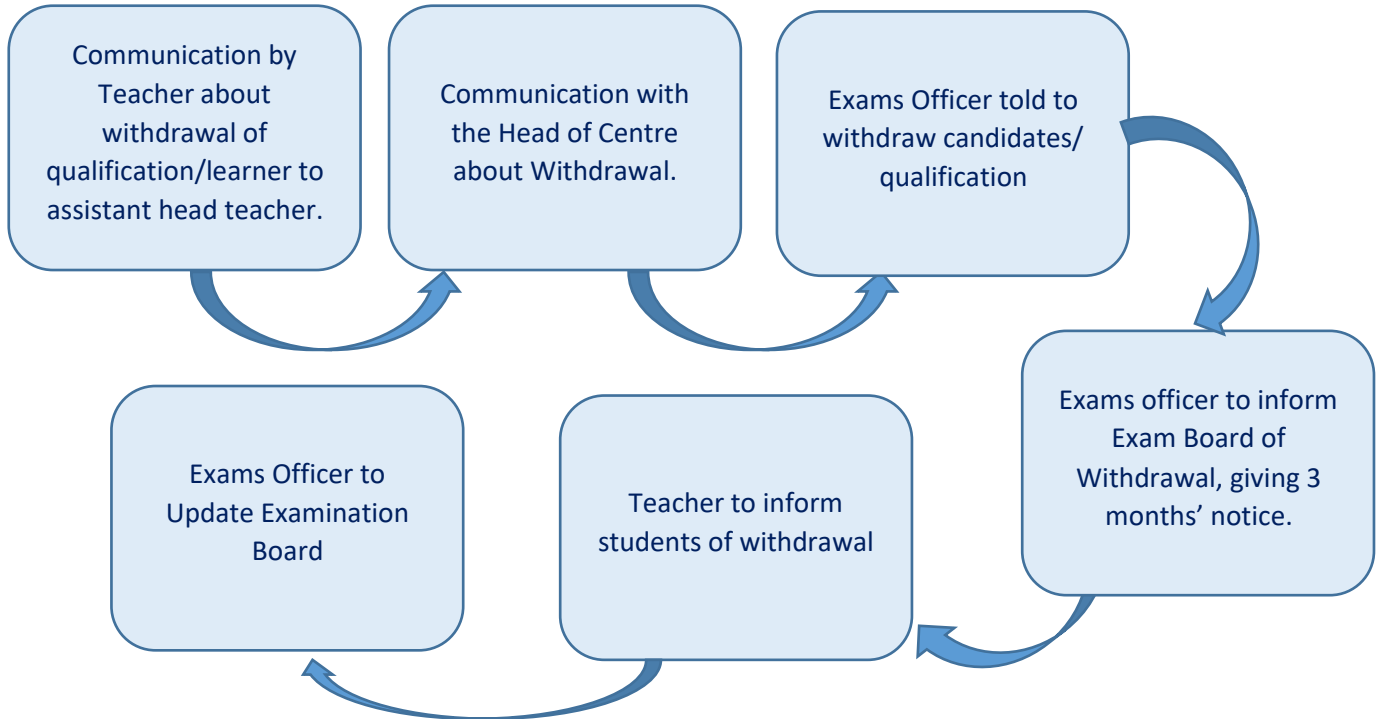 Communication by
Teacher about
withdrawal of
qualification/learner to
assistant head teacher.
Communication with
the Head of Centre
about Withdrawal.
Exams Officer told to
withdraw candidates/
qualification
Exams officer to inform
Exam Board of
Withdrawal, giving 3
months’ notice.
Teacher to inform
students of withdrawal
Exams Officer to
Update Examination
Board